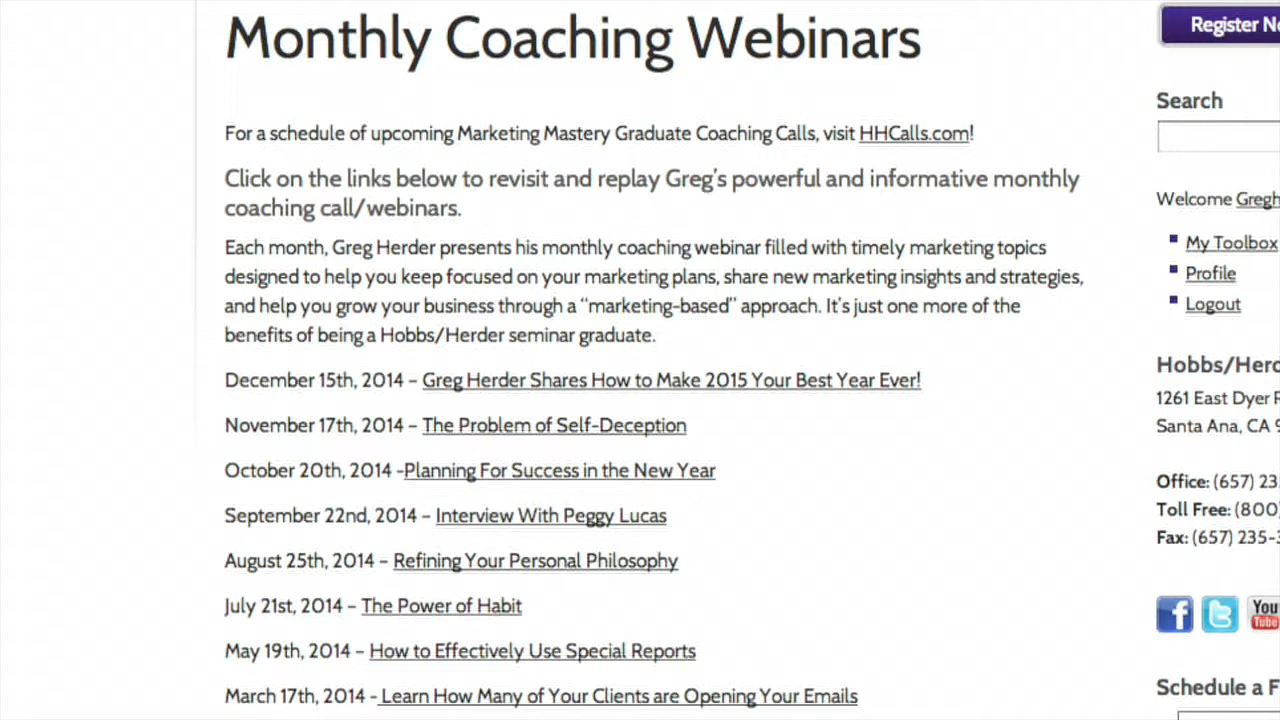 Monthly Coaching Webinars
For a schedule of upcoming Marketing Mastery Graduate Coaching Calls, visit HHCalls.com!
Click on the links below to revisit and replay Greg's powerful and informative monthly
coaching call/webinars.
Each month, Greg Herder presents his monthly coaching webinar filled with timely marketing topics
designed to help you keep focused on your marketing plans, share new marketing insights and strategies,
and help you grow your business through a "marketing-based" approach. It's just one more of the
benefits of being a Hobbs/Herder seminar graduate.
December 15th, 2014 – Greg Herder Shares How to Make 2015 Your Best Year Ever!
November 17th, 2014 – The Problem of Self-Deception
October 20th, 2014 -Planning For Success in the New Year
September 22nd, 2014 – Interview With Peggy Lucas
August 25th, 2014 – Refining Your Personal Philosophy
July 21st, 2014 – The Power of Habit
May 19th, 2014 – How to Effectively Use Special Reports
March 17th, 2014 - Learn How Many of Your Clients are Opening Your Emails
Register
Search
Welcome
My Toolbox
Profile
Logout
Hobbs/Herd
1261 East Dyer
Santa Ana, CA
Office: (657) 23
Toll Free: (800)
Fax: (657) 235-
f
You
Tube
Schedule a